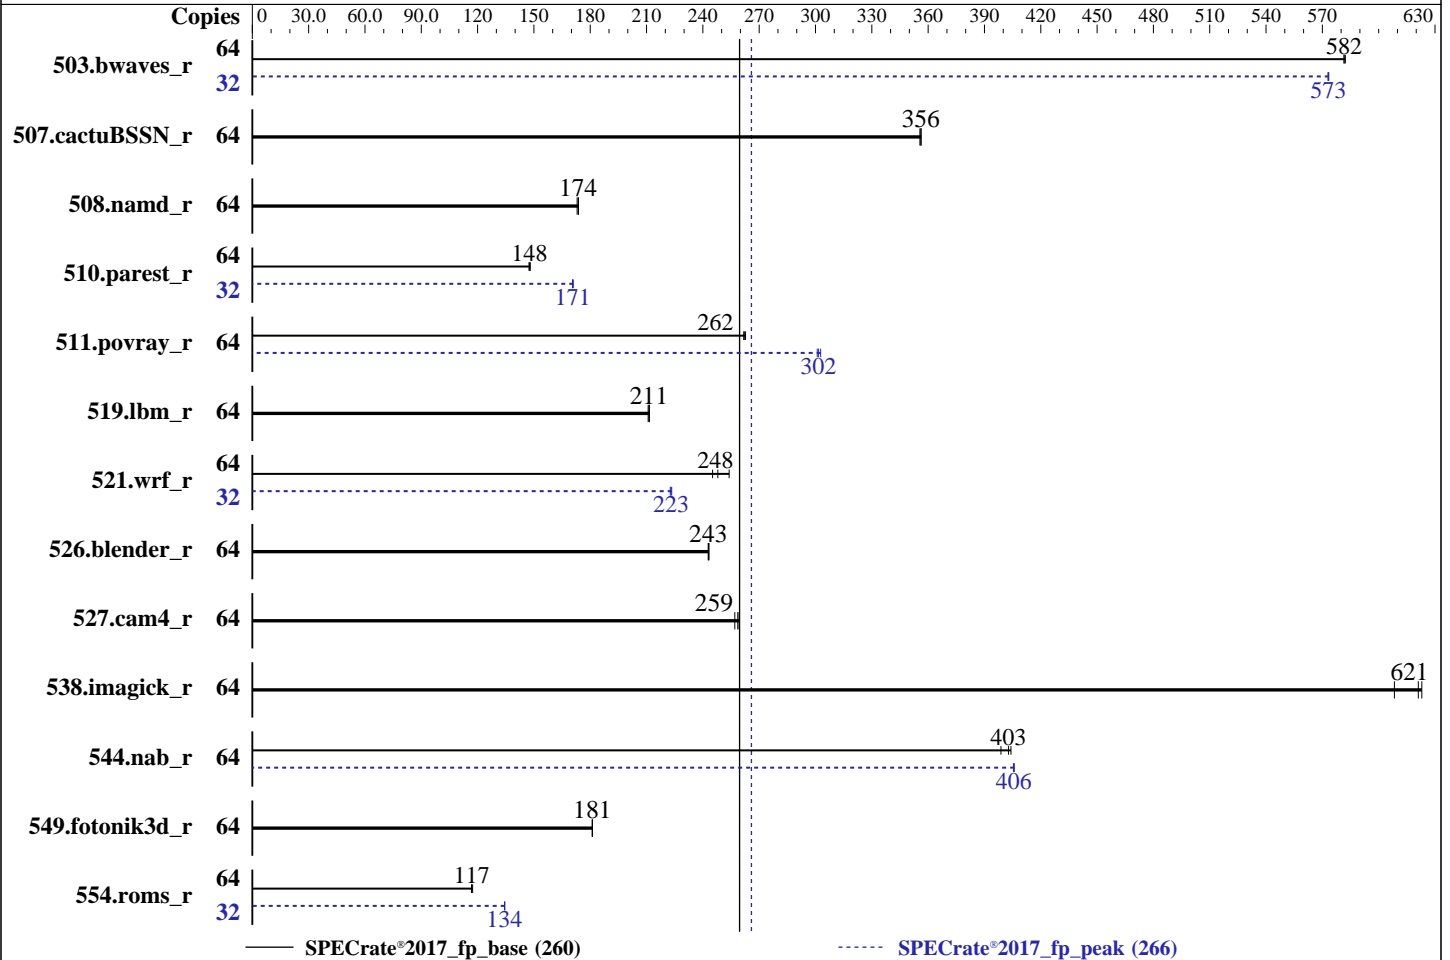 Copies 0 30.0 60.0 90.0 120 150 180 210 240 270 300 330 360 390 420 450 480 510 540 570 630
503.bwaves_r 64 582
32 573
507.cactuBSSN_r 64 356
508.namd_r 64 174
510.parest_r 64 148
32 171
511.povray_r 64 262
302
519.lbm_r 64 211
521.wrf_r 64 248
32 223
526.blender_r 64 243
527.cam4_r 64 259
538.imagick_r 64 621
544.nab_r 64 403
406
549.fotonik3d_r 64 181
554.roms_r 64 117
32 134
SPECrate®2017_fp_base (260) SPECrate®2017_fp_peak (266)